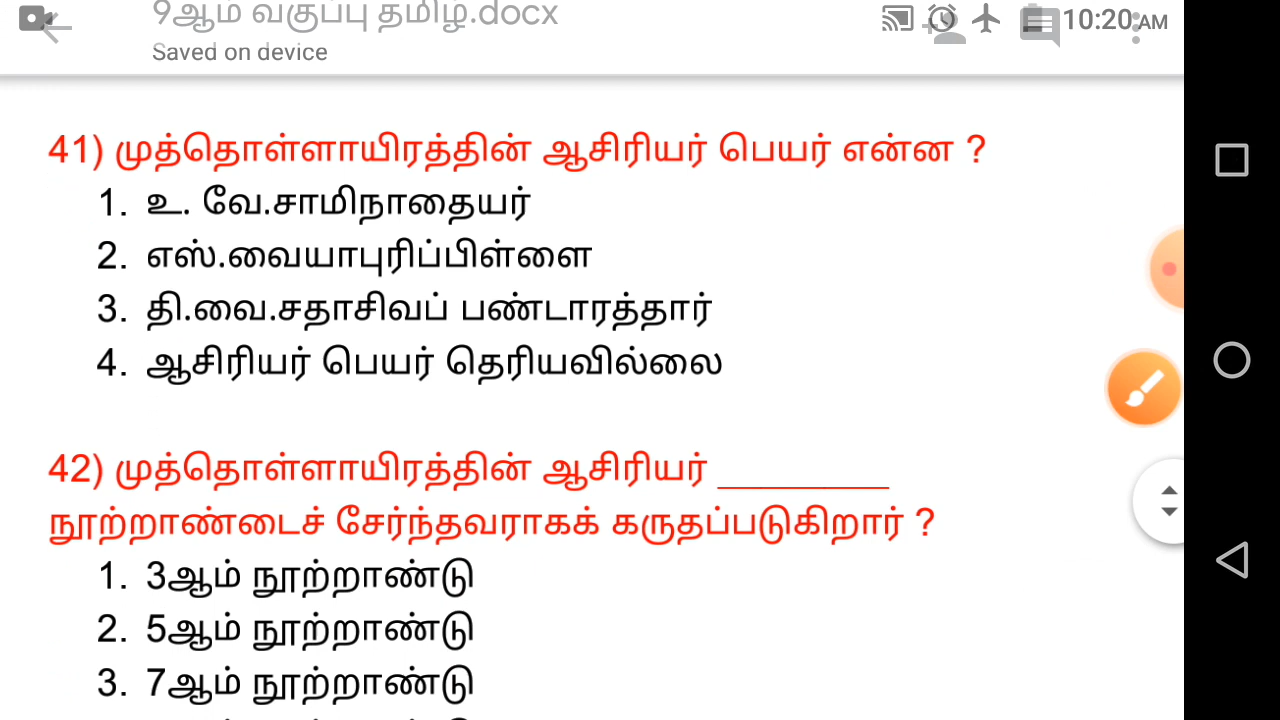 9ஆம் வகுப்பு தமிழ்.docx
10:20 AM
Saved on device
41) முத்தொள்ளாயிரத்தின் ஆசிரியர் பெயர் என்ன ?
1. உ. வே.சாமிநாதையர்
2. எஸ்.வையாபுரிப்பிள்ளை
3. தி.வை.சதாசிவப் பண்டாரத்தார்
4. ஆசிரியர் பெயர் தெரியவில்லை
42) முத்தொள்ளாயிரத்தின் ஆசிரியர் ________
நூற்றாண்டைச் சேர்ந்தவராகக் கருதப்படுகிறார் ?
1. 3ஆம் நூற்றாண்டு
2. 5ஆம் நூற்றாண்டு
3. 7ஆம் நூற்றாண்டு